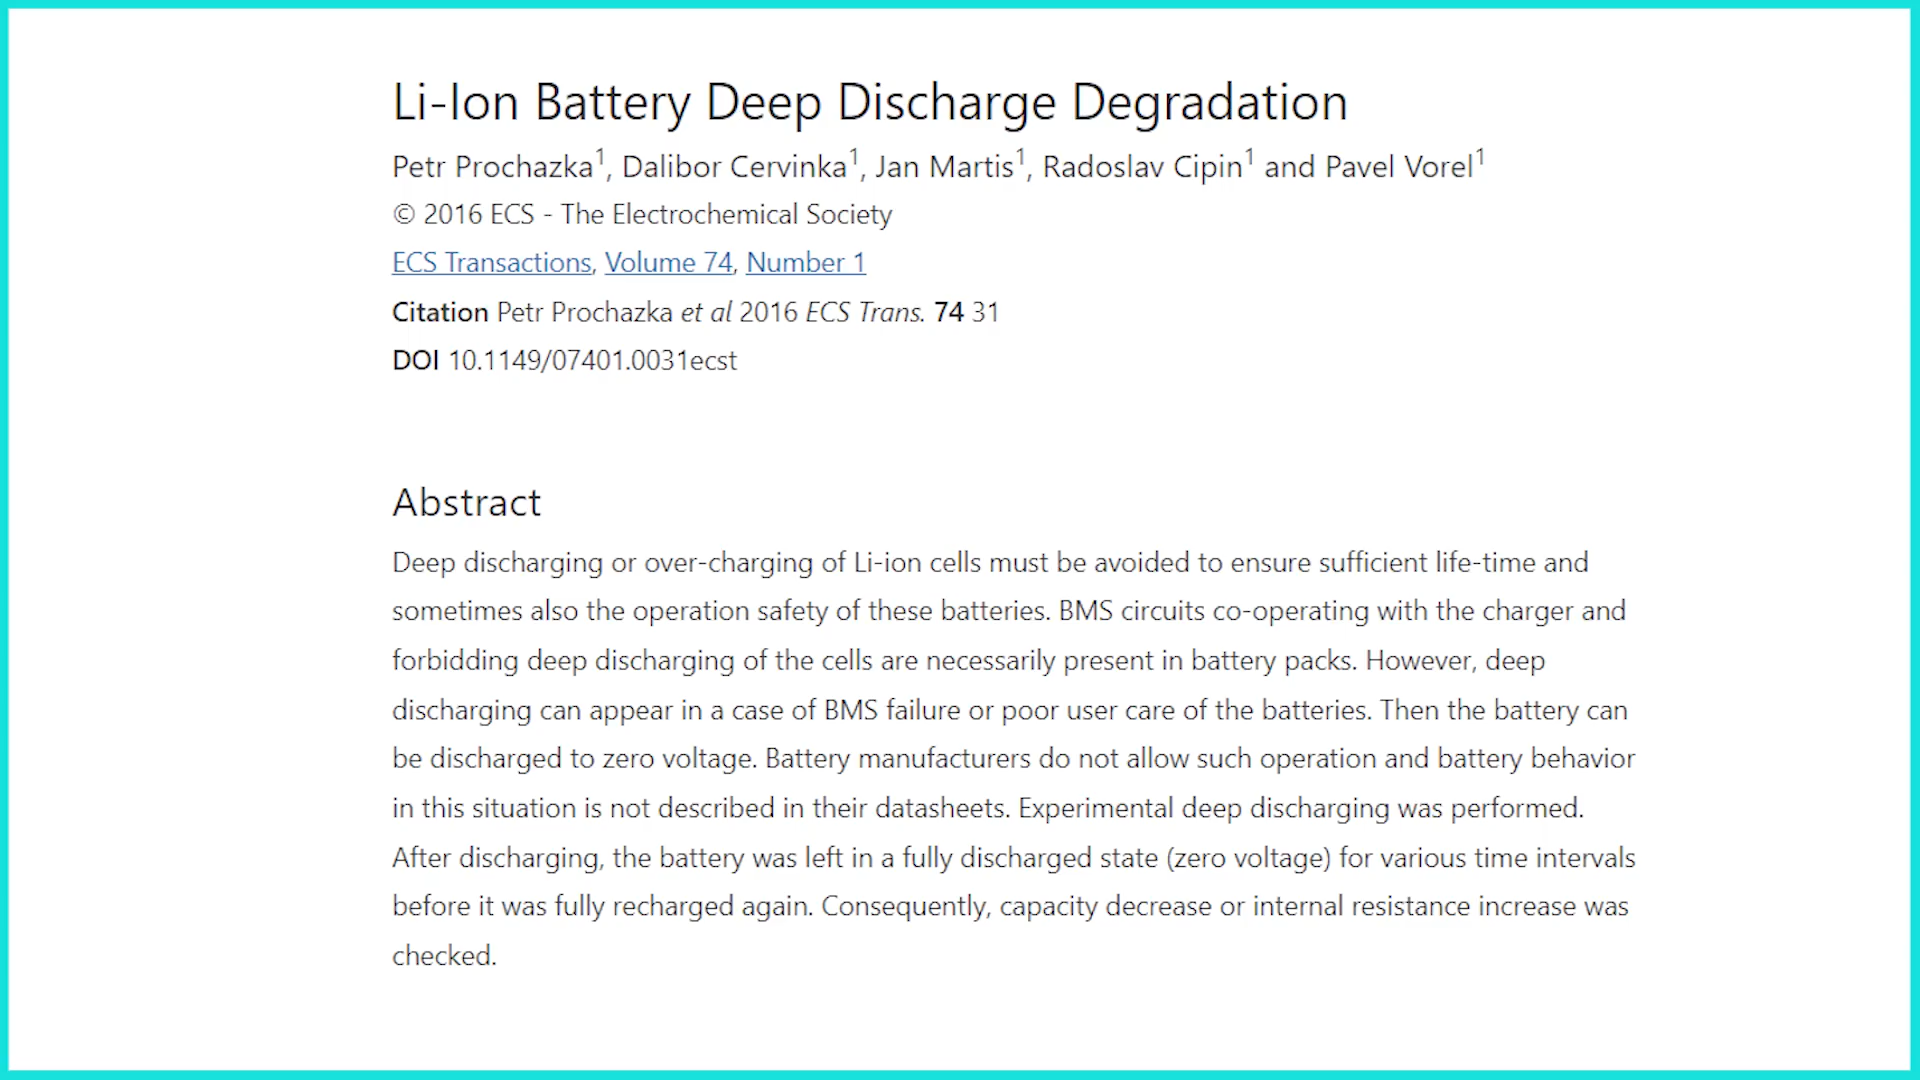 Li-Ion Battery Deep Discharge Degradation
Petr Prochazka1, Dalibor Cervinka1, Jan Martis1, Radoslav Cipin1 and Pavel Vorel1
© 2016 ECS - The Electrochemical Society
ECS Transactions, Volume 74, Number 1
Citation Petr Prochazka et al 2016 ECS Trans. 74 31
DOI 10.1149/07401.0031ecst
Abstract
Deep discharging or over-charging of Li-ion cells must be avoided to ensure sufficient life-time and
sometimes also the operation safety of these batteries. BMS circuits co-operating with the charger and
forbidding deep discharging of the cells are necessarily present in battery packs. However, deep
discharging can appear in a case of BMS failure or poor user care of the batteries. Then the battery can
be discharged to zero voltage. Battery manufacturers do not allow such operation and battery behavior
in this situation is not described in their datasheets. Experimental deep discharging was performed.
After discharging, the battery was left in a fully discharged state (zero voltage) for various time intervals
before it was fully recharged again. Consequently, capacity decrease or internal resistance increase was
checked.